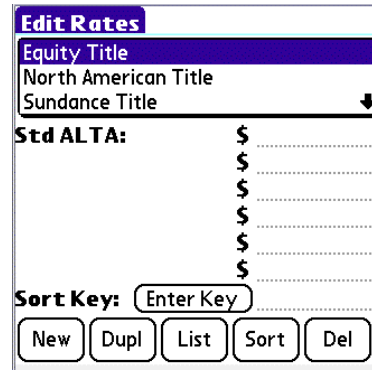 Edit Rates
Equity Title
North American Title
Sundance Title
Std ALTA: $
$
$
$
$
$
Sort Key: Enter Key
New Dupl List Sort Del